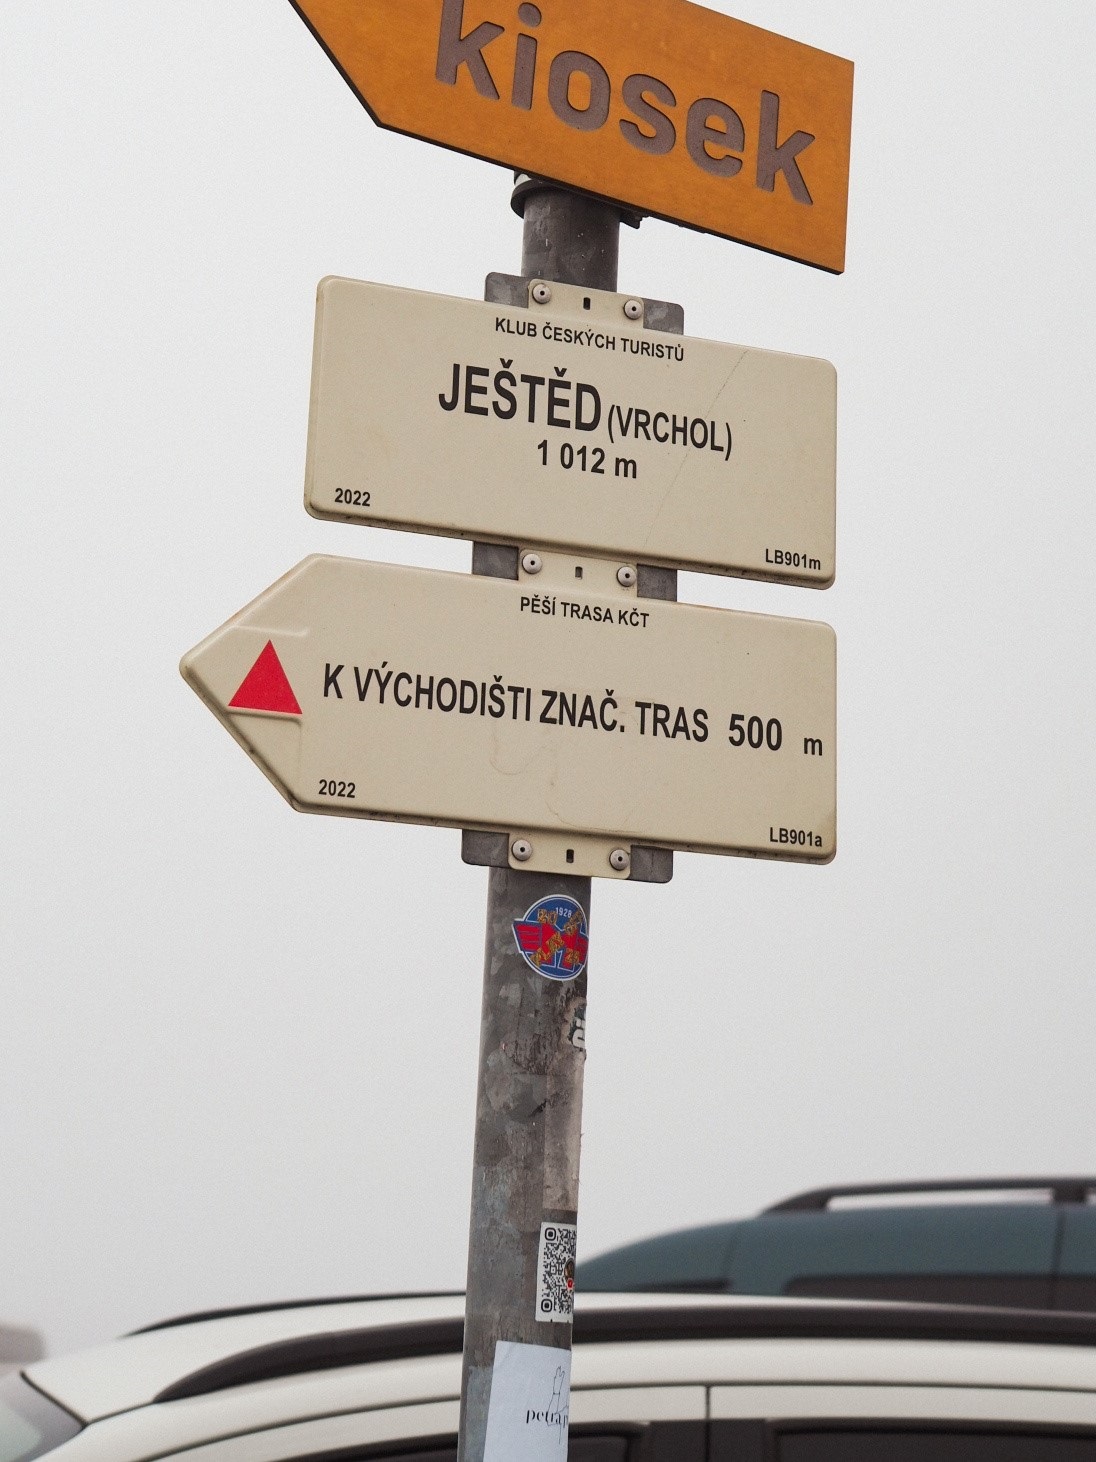 kiosek
KLUB ČESKÝCH TURISTŮ
JEŠTĚD (VRCHOL)
1 012 m
2022
LB901m
PĚŠÍ TRASA KČT
K VÝCHODIŠTI ZNAČ. TRAS 500 m
2022
LB901a
1928